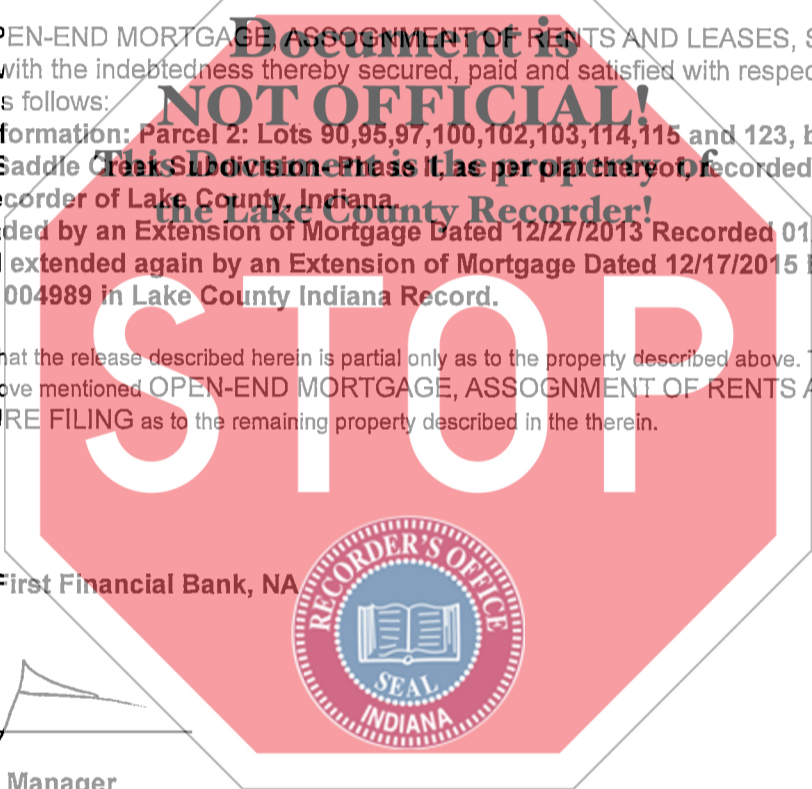 PEN-END MORTGAGE, ASSOGNMENT OF RENTS AND LEASES, S
Document is
with the indebtedness thereby secured, paid and satisfied with respec
s follows:
NOT OFFICIAL!
formation: Parcel 2: Lots 90,95,97,100,102,103,114,115 and 123, b
This Document is the property of
Saddle Creek Subdivision- Phase II, as per plat thereof, recorded
corder of Lake County, Indiana.
the Lake County Recorder!
ded by an Extension of Mortgage Dated 12/27/2013 Recorded 01
extended again by an Extension of Mortgage Dated 12/17/2015
004989 in Lake County Indiana Record.
STOP
hat the release described herein is partial only as to the property described above. T
ove mentioned OPEN-END MORTGAGE, ASSOGNMENT OF RENTS A
RE FILING as to the remaining property described in the therein.
First Financial Bank, NA
RECORDER'S OFFICE
SEAL
INDIANA
Manager